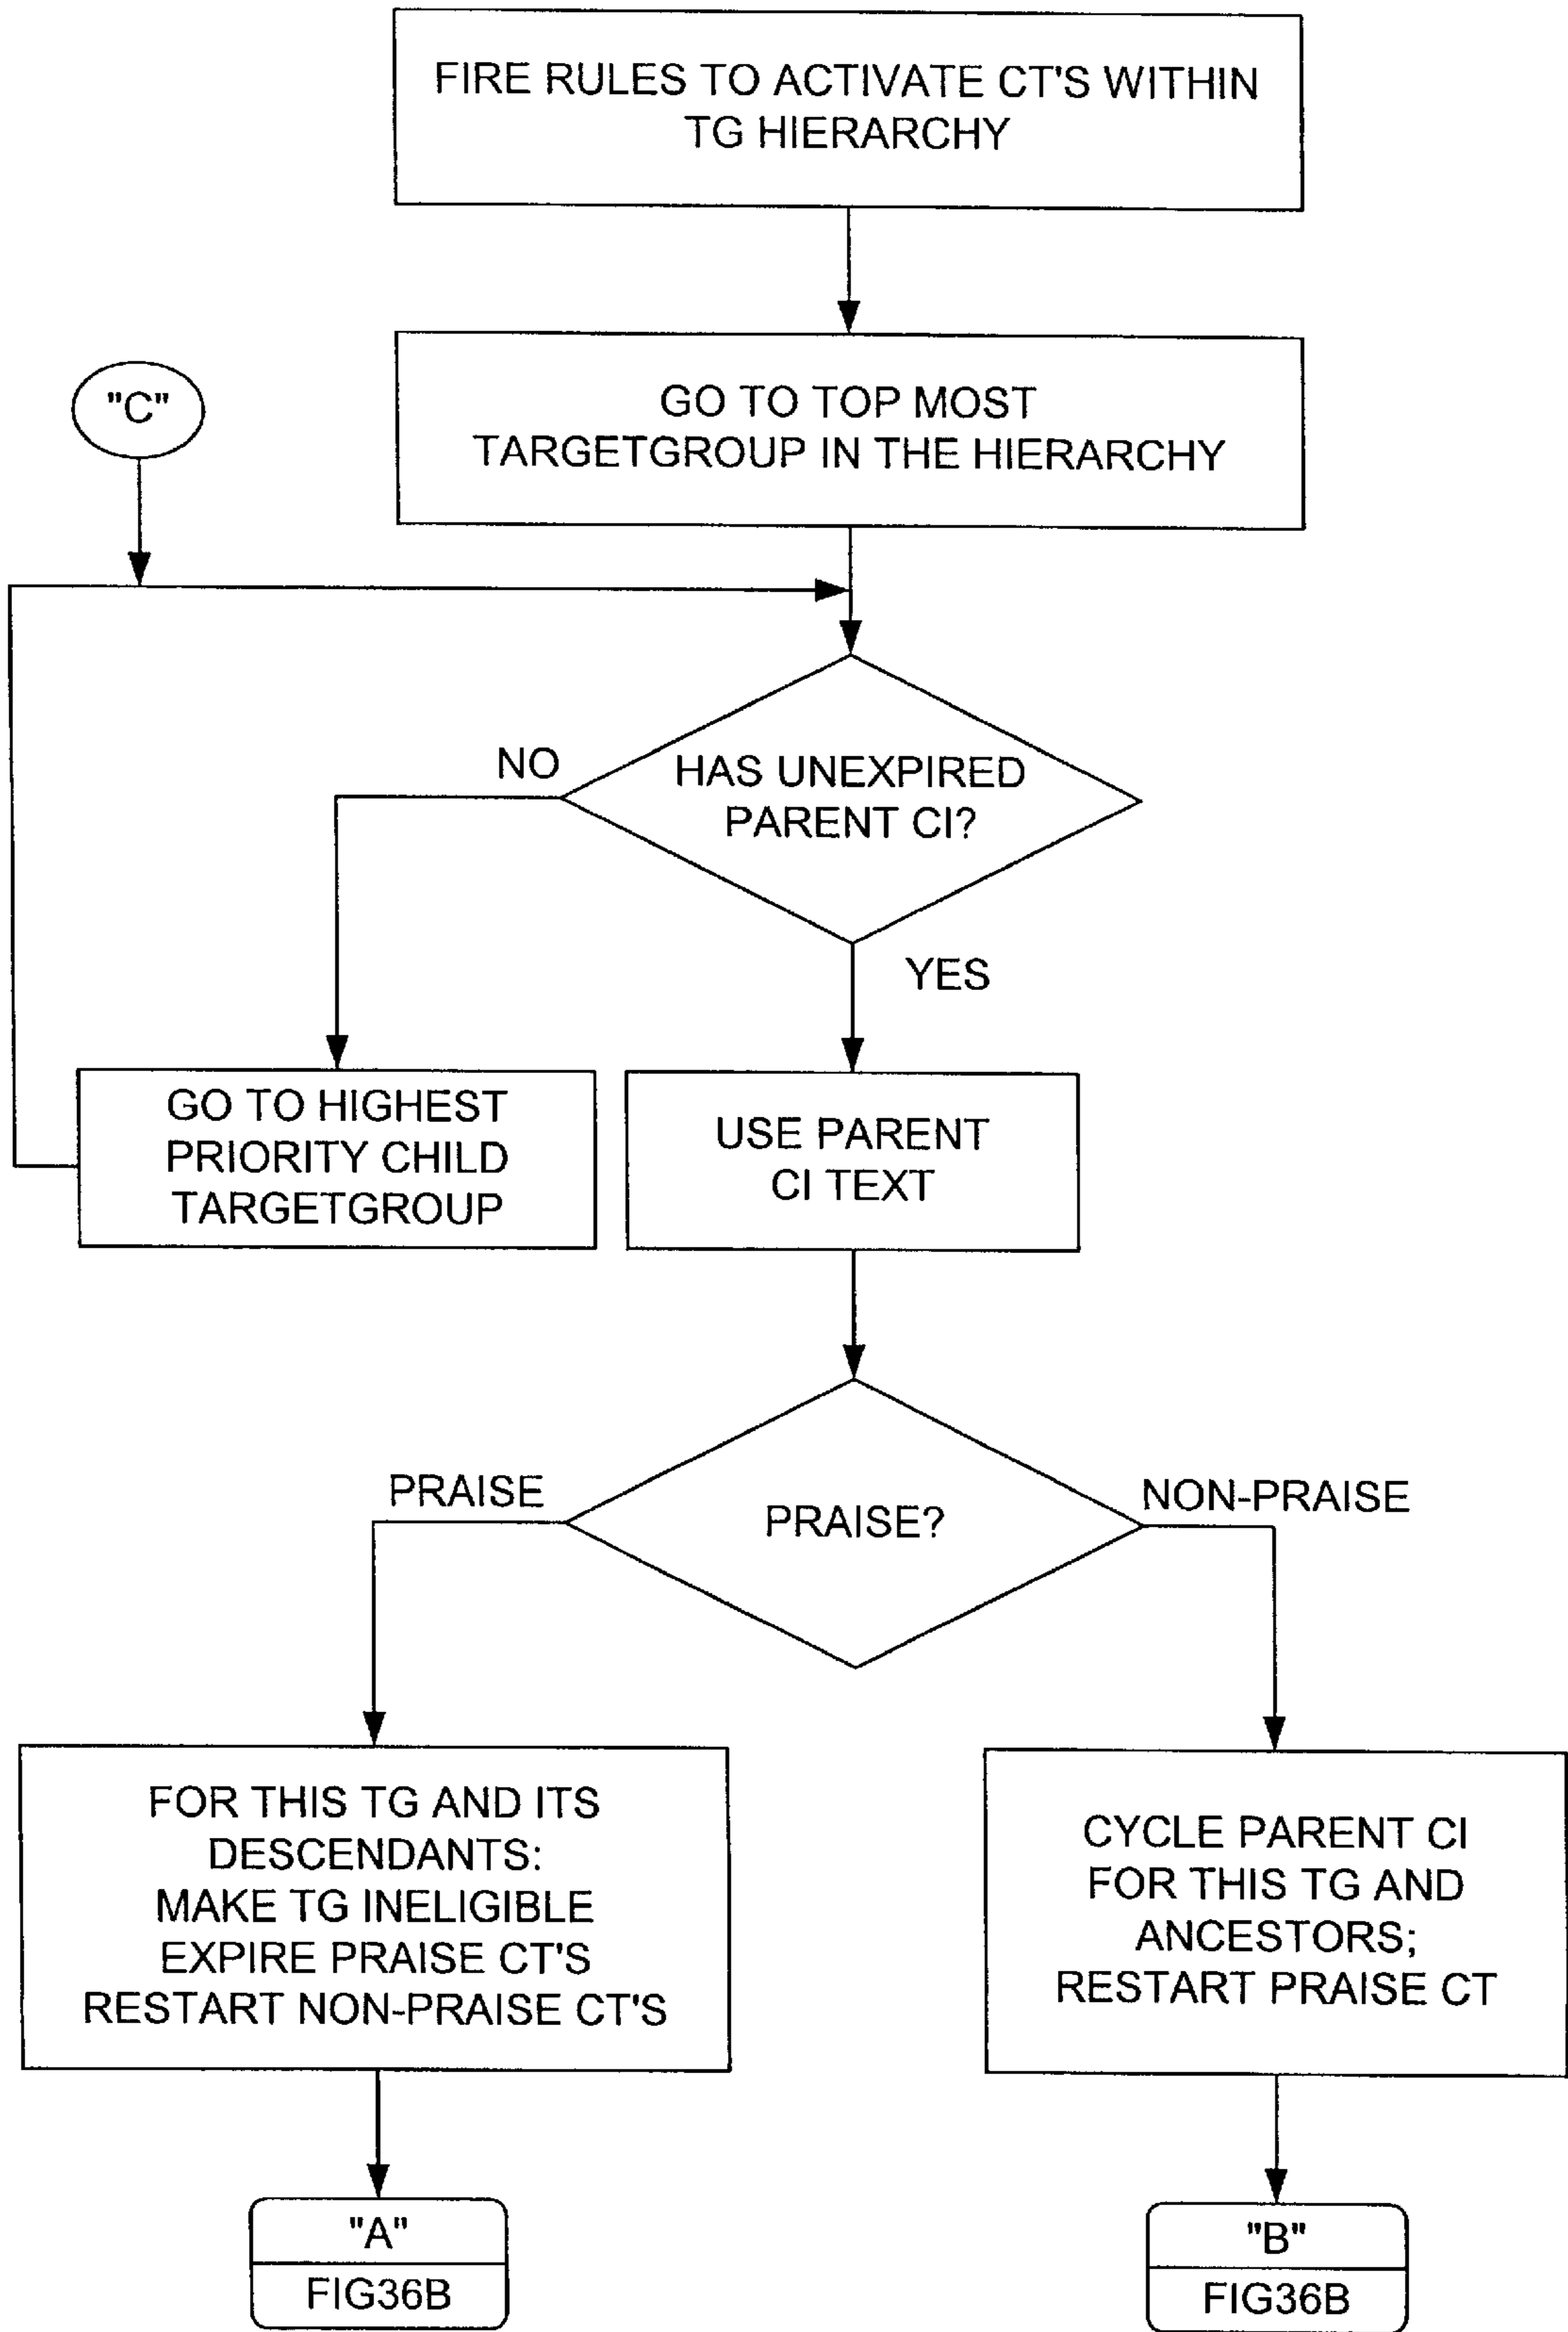 FIRE RULES TO ACTIVATE CT'S WITHIN
TG HIERARCHY
"C"
GO TO TOP MOST
TARGETGROUP IN THE HIERARCHY
NO
HAS UNEXPIRED
PARENT CI?
YES
GO TO HIGHEST
PRIORITY CHILD
TARGETGROUP
USE PARENT
CI TEXT
PRAISE
PRAISE?
NON-PRAISE
FOR THIS TG AND ITS
DESCENDANTS:
MAKE TG INELIGIBLE
EXPIRE PRAISE CT'S
RESTART NON-PRAISE CT'S
CYCLE PARENT CI
FOR THIS TG AND
ANCESTORS;
RESTART PRAISE CT
"A"
FIG36B
"B"
FIG36B